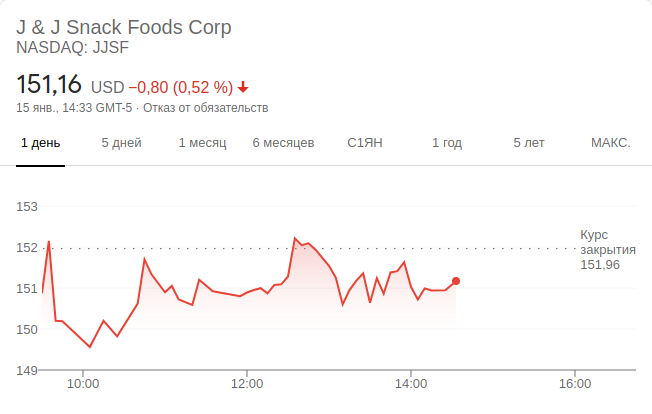 J & J Snack Foods Corp
NASDAQ: JJSF
151,16 USD −0,80 (0,52 %)
15 янв., 14:33 GMT-5 · Отказ от обязательств
1 день 5 дней 1 месяц 6 месяцев С1ЯН 1 год 5 лет МАКС.
153
152
151
150
149
Курс
закрытия
151,96
10:00 12:00 14:00 16:00